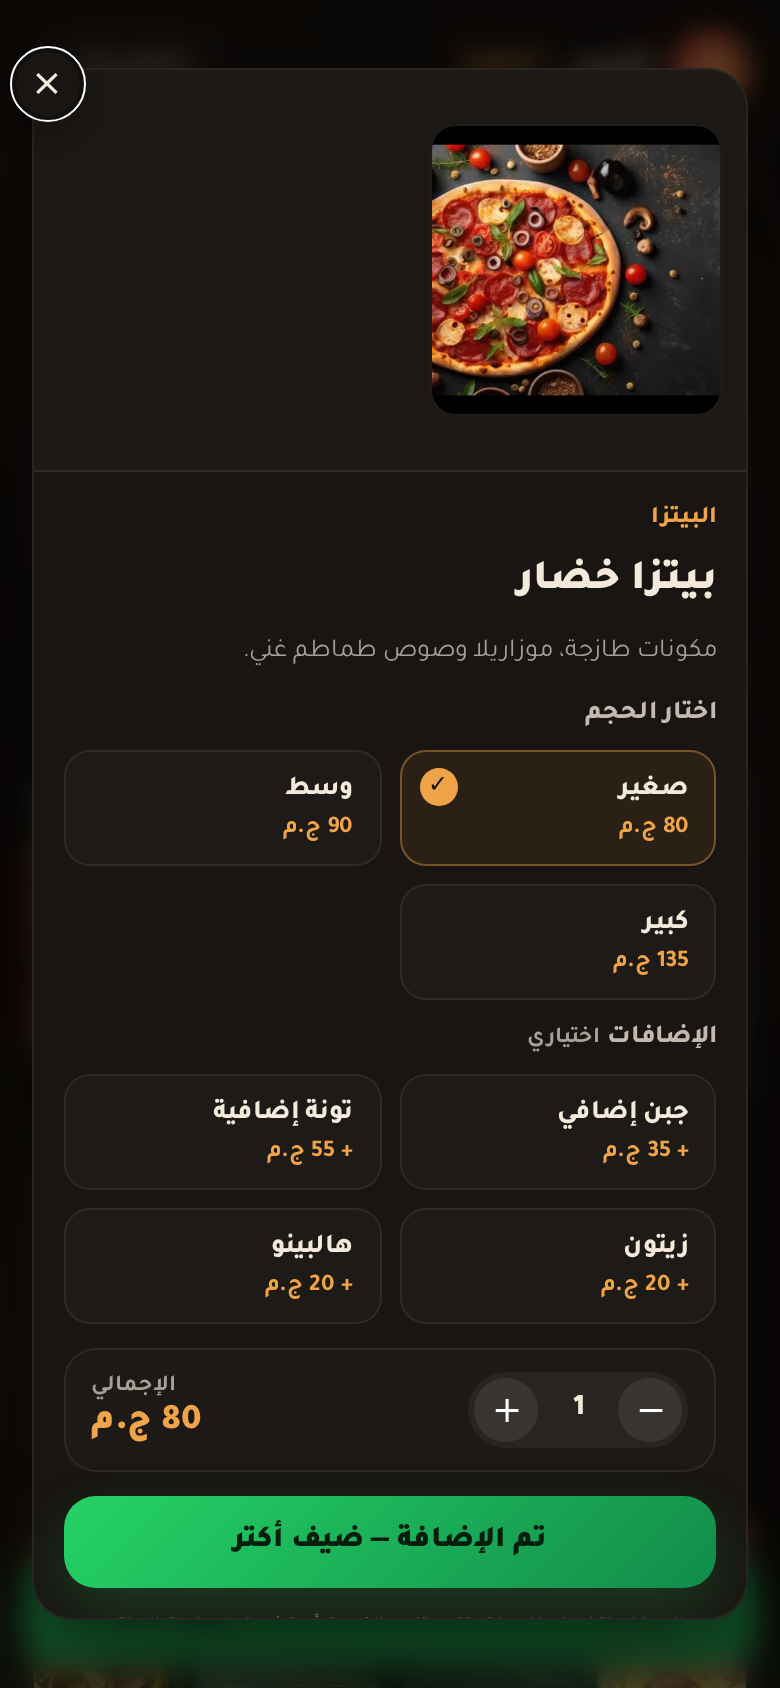 البيتزا
بيتزا خضار
مكونات طازجة، موزاريلا وصوص طماطم غني.
اختار الحجم
صغير
80 ج.م
وسط
90 ج.م
كبير
135 ج.م
الإضافات اختياري
جبن إضافي
+ 35 ج.م
تونة إضافية
+ 55 ج.م
زيتون
+ 20 ج.م
هالبينو
+ 20 ج.م
1
الإجمالي
80 ج.م
تم الإضافة — ضيف أكتر